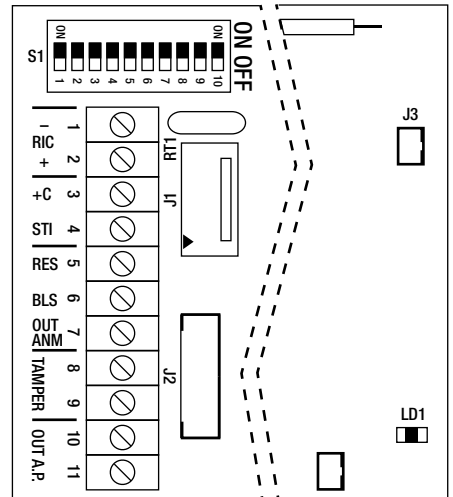 ON ON
S1
1 2 3 4 5 6 7 8 9 10
ON OFF
– 1
RIC
+ 2
+C 3
STI 4
RES 5
BLS 6
OUT ANM 7
TAMPER
8
9
OUT A.P.
10
11
RT1
J1
J2
J3
LD1